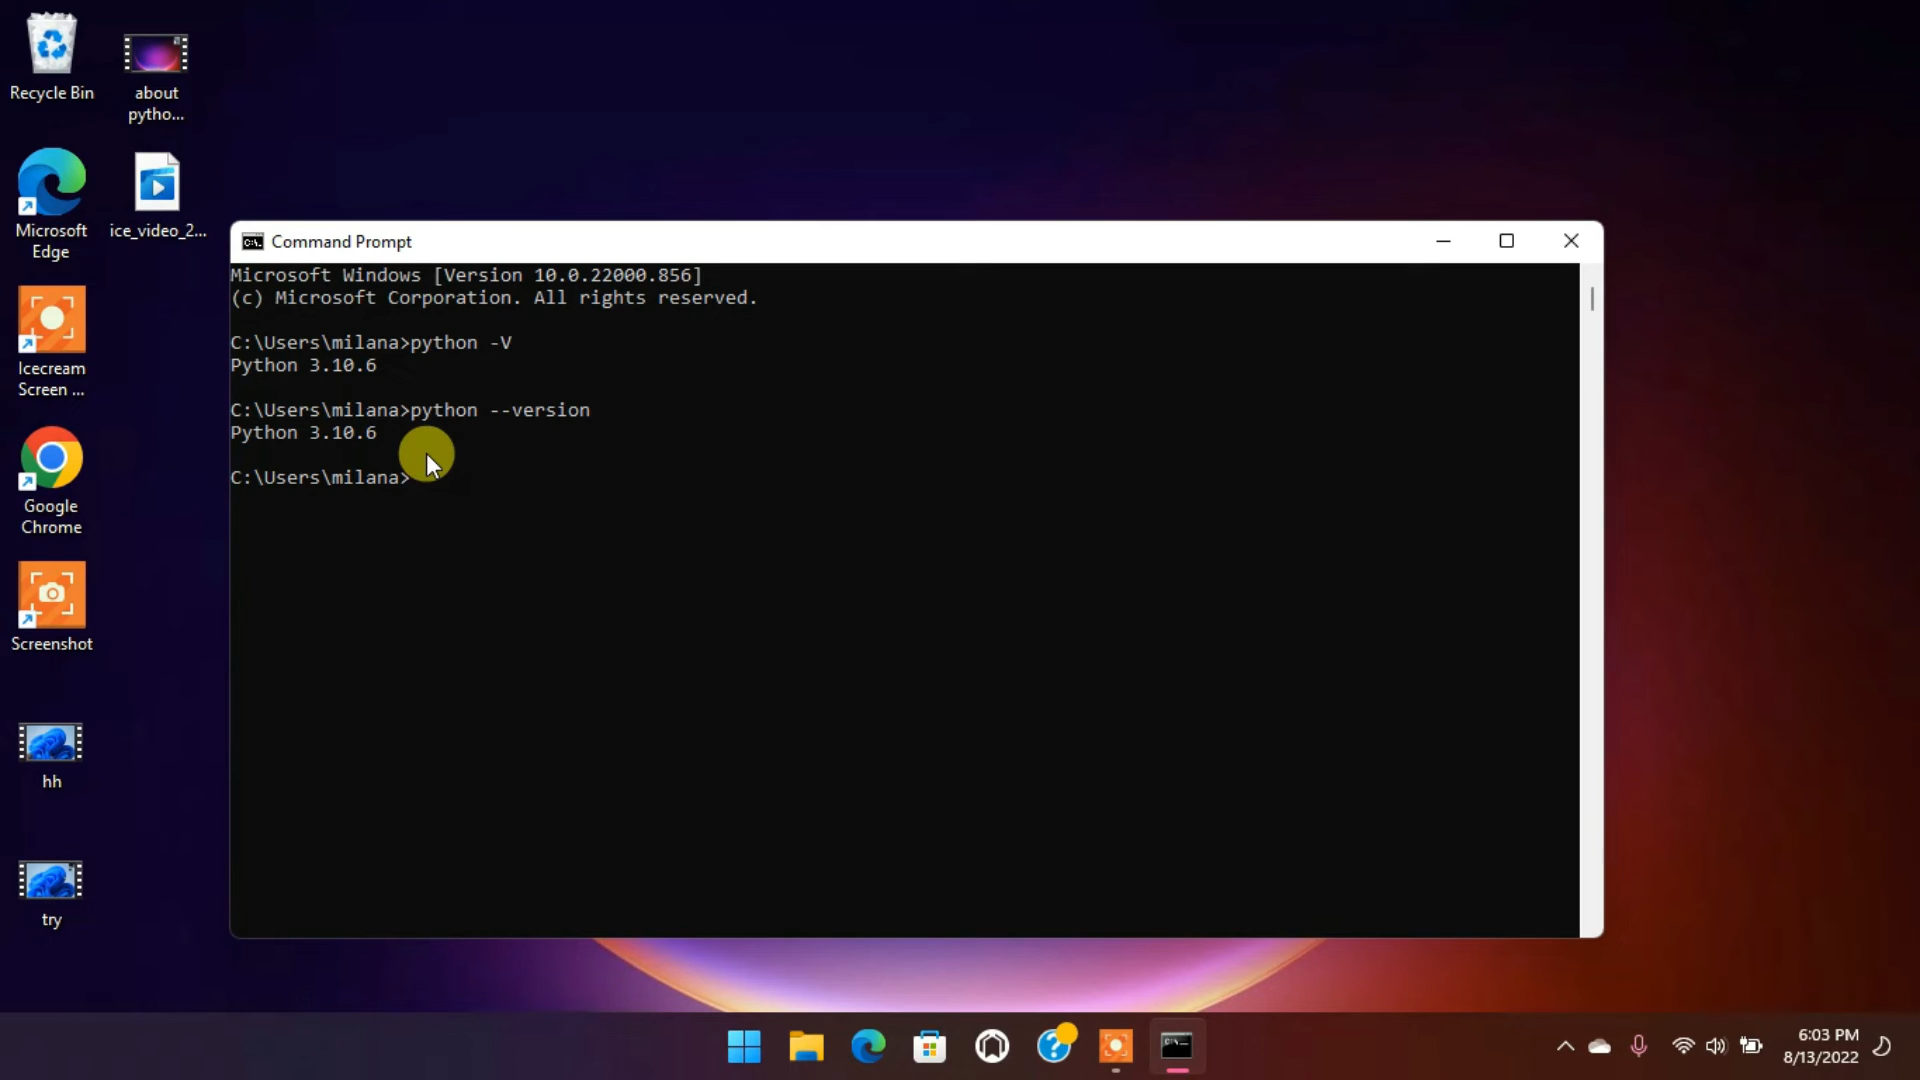 Recycle Bin
about
pytho...
Microsoft
Edge
ice_video_2...
Icecream
Screen ...
Google
Chrome
Screenshot
hh
try
Command Prompt
Microsoft Windows [Version 10.0.22000.856]
(c) Microsoft Corporation. All rights reserved.
C:\Users\milana>python -V
Python 3.10.6
C:\Users\milana>python --version
Python 3.10.6
C:\Users\milana>
6:03 PM
8/13/2022